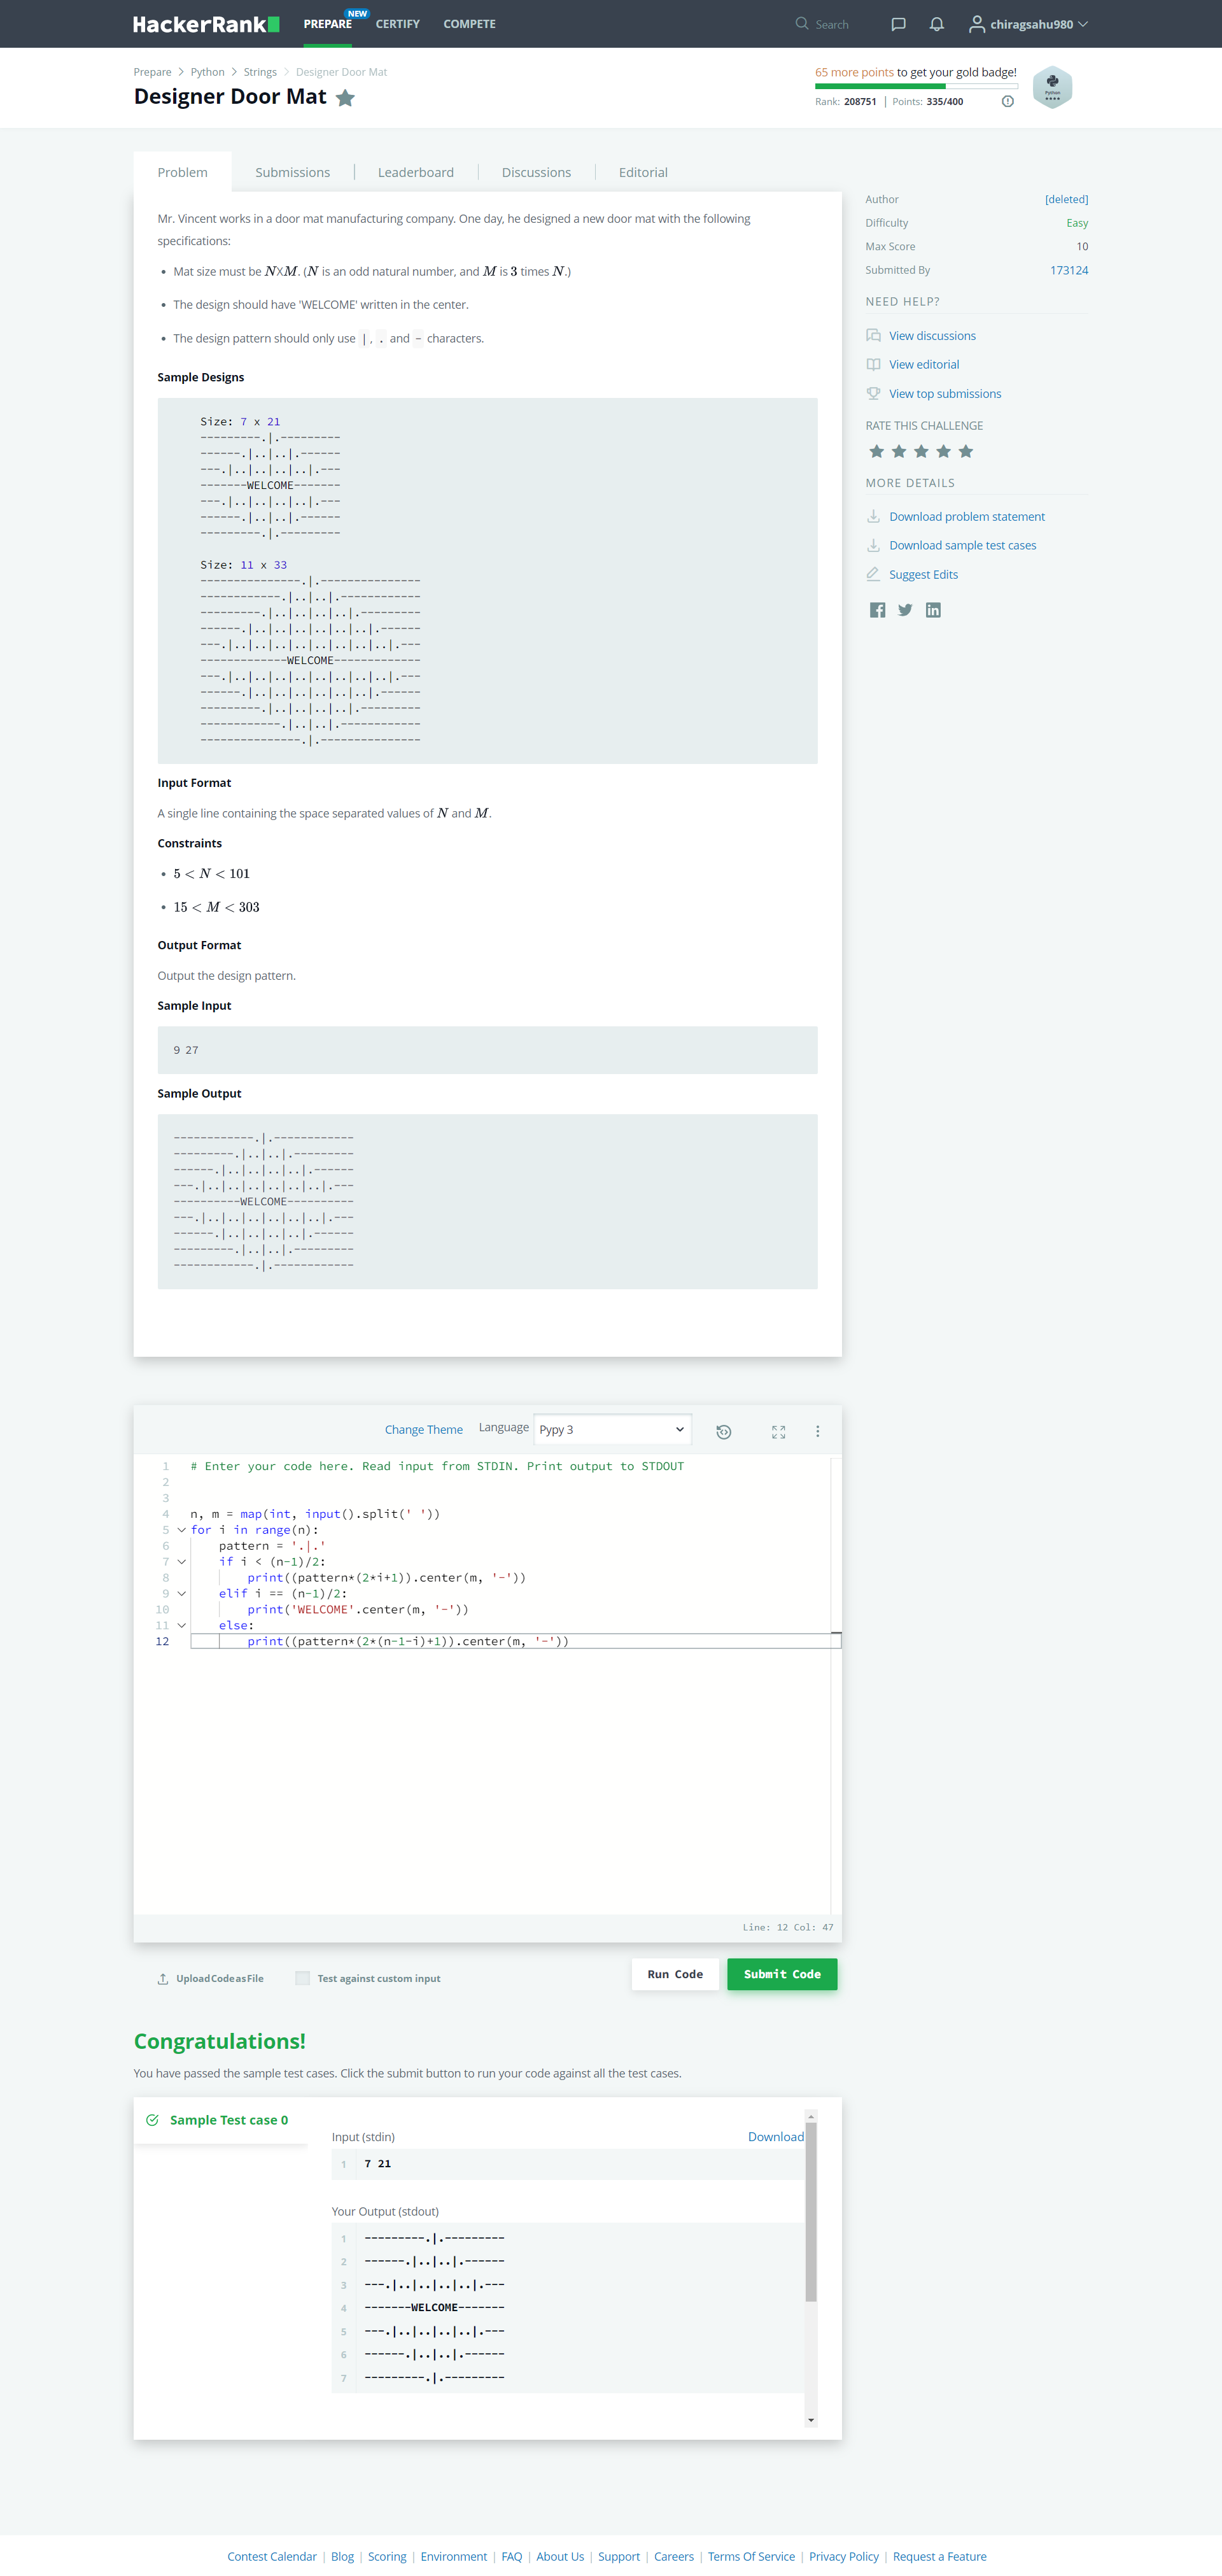 HackerRank
PREPARE
NEW
CERTIFY
COMPETE
Search
chiragsahu980
Prepare > Python > Strings > Designer Door Mat
Designer Door Mat
65 more points to get your gold badge!
Rank: 208751 | Points: 335/400
Python
Problem
Submissions
Leaderboard
Discussions
Editorial
Mr. Vincent works in a door mat manufacturing company. One day, he designed a new door mat with the following
specifications:
• Mat size must be NXM. (N is an odd natural number, and M is 3 times N.)
• The design should have 'WELCOME' written in the center.
• The design pattern should only use | , . and - characters.
Sample Designs
Size: 7 x 21
---------.|.---------
------.|..|..|.------
---.|..|..|..|..|.---
-------WELCOME-------
---.|..|..|..|..|.---
------.|..|..|.------
---------.|.---------
Size: 11 x 33
---------------.|.---------------
------------.|..|..|.------------
---------.|..|..|..|..|.---------
------.|..|..|..|..|..|..|.------
---.|..|..|..|..|..|..|..|..|.---
-------------WELCOME-------------
---.|..|..|..|..|..|..|..|..|.---
------.|..|..|..|..|..|..|.------
---------.|..|..|..|..|.---------
------------.|..|..|.------------
---------------.|.---------------
Input Format
A single line containing the space separated values of N and M.
Constraints
• 5 < N < 101
• 15 < M < 303
Output Format
Output the design pattern.
Sample Input
9 27
Sample Output
------------.|.------------
---------.|..|..|.---------
------.|..|..|..|..|.------
---.|..|..|..|..|..|..|.---
----------WELCOME----------
---.|..|..|..|..|..|..|.---
------.|..|..|..|..|.------
---------.|..|..|.---------
------------.|.------------
Author [deleted]
Difficulty Easy
Max Score 10
Submitted By 173124
NEED HELP?
View discussions
View editorial
View top submissions
RATE THIS CHALLENGE
MORE DETAILS
Download problem statement
Download sample test cases
Suggest Edits
Change Theme
Language
Pypy 3
1 # Enter your code here. Read input from STDIN. Print output to STDOUT
2
3
4 n, m = map(int, input().split(' '))
5 for i in range(n):
6     pattern = '.|.'
7     if i < (n-1)/2:
8         print((pattern*(2*i+1)).center(m, '-'))
9     elif i == (n-1)/2:
10         print('WELCOME'.center(m, '-'))
11     else:
12         print((pattern*(2*(n-1-i)+1)).center(m, '-'))
Line: 12 Col: 47
Upload Code as File
Test against custom input
Run Code
Submit Code
Congratulations!
You have passed the sample test cases. Click the submit button to run your code against all the test cases.
Sample Test case 0
Input (stdin)
Download
1 7 21
Your Output (stdout)
1 ---------.|.---------
2 ------.|..|..|.------
3 ---.|..|..|..|..|.---
4 -------WELCOME-------
5 ---.|..|..|..|..|.---
6 ------.|..|..|.------
7 ---------.|.---------
Contest Calendar | Blog | Scoring | Environment | FAQ | About Us | Support | Careers | Terms Of Service | Privacy Policy | Request a Feature